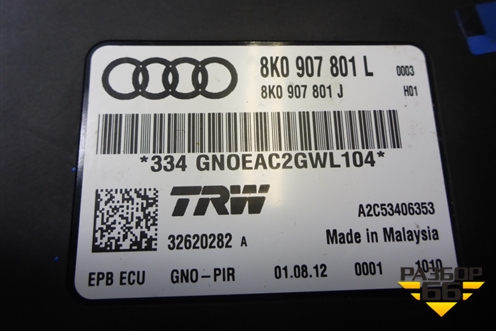 8K0 907 801 L 0003
8K0 907 801 J H01
*334 GNOEAC2GWL104*
TRW
A2C53406353
32620282 A Made in Malaysia
EPB ECU GNO-PIR 01.08.12 0001 1010
РАЗБОР
66